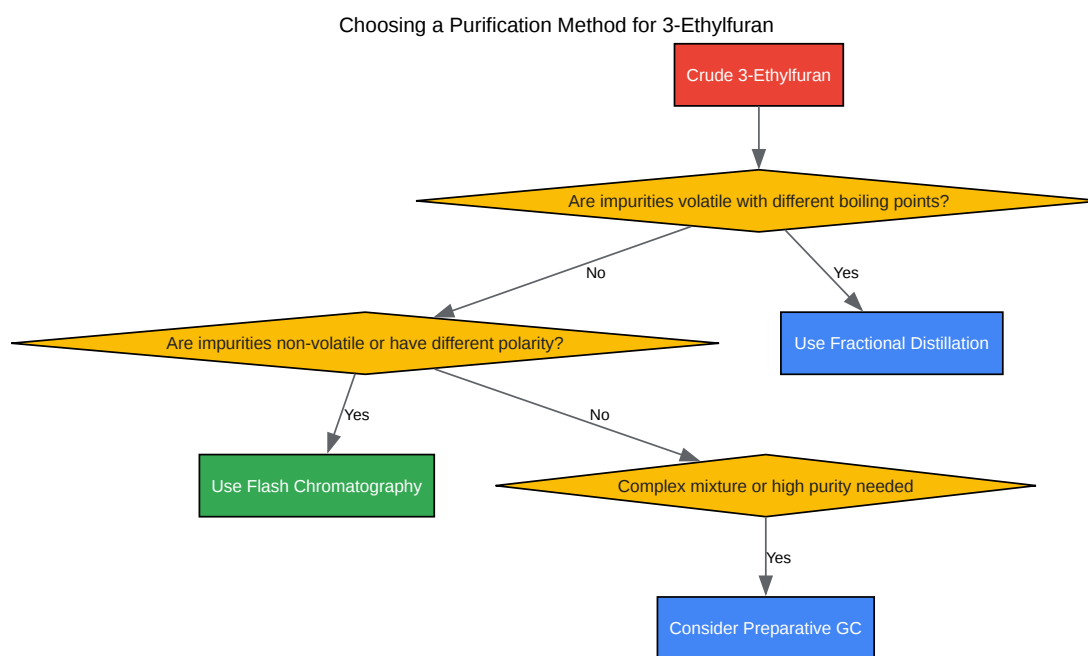 Choosing a Purification Method for 3-Ethylfuran
Crude 3-Ethylfuran
Are impurities volatile with different boiling points?
No
Yes
Are impurities non-volatile or have different polarity?
Use Fractional Distillation
Yes
No
Use Flash Chromatography
Complex mixture or high purity needed
Yes
Consider Preparative GC